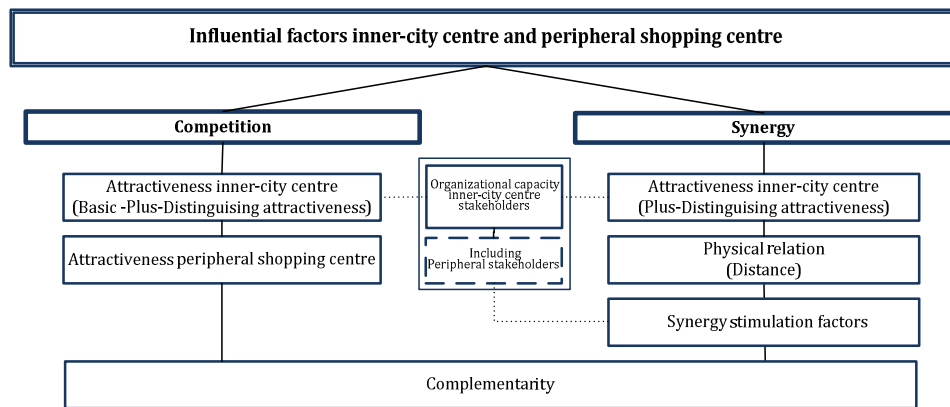 Influential factors inner-city centre and peripheral shopping centre
Competition
Synergy
Attractiveness inner-city centre
(Basic -Plus-Distinguising attractiveness)
Organizational capacity
inner-city centre
stakeholders
Attractiveness inner-city centre
(Plus-Distinguising attractiveness)
Attractiveness peripheral shopping centre
Including
Peripheral stakeholders
Physical relation
(Distance)
Synergy stimulation factors
Complementarity